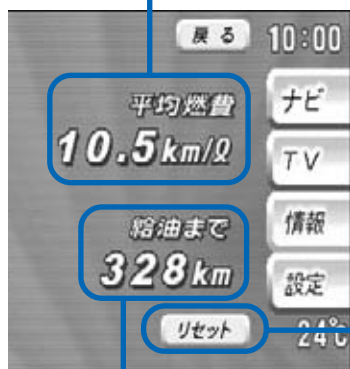 戻る 10:00
平均燃費
10.5km/ℓ
給油まで
328km
リセット
ナビ
TV
情報
設定
24℃